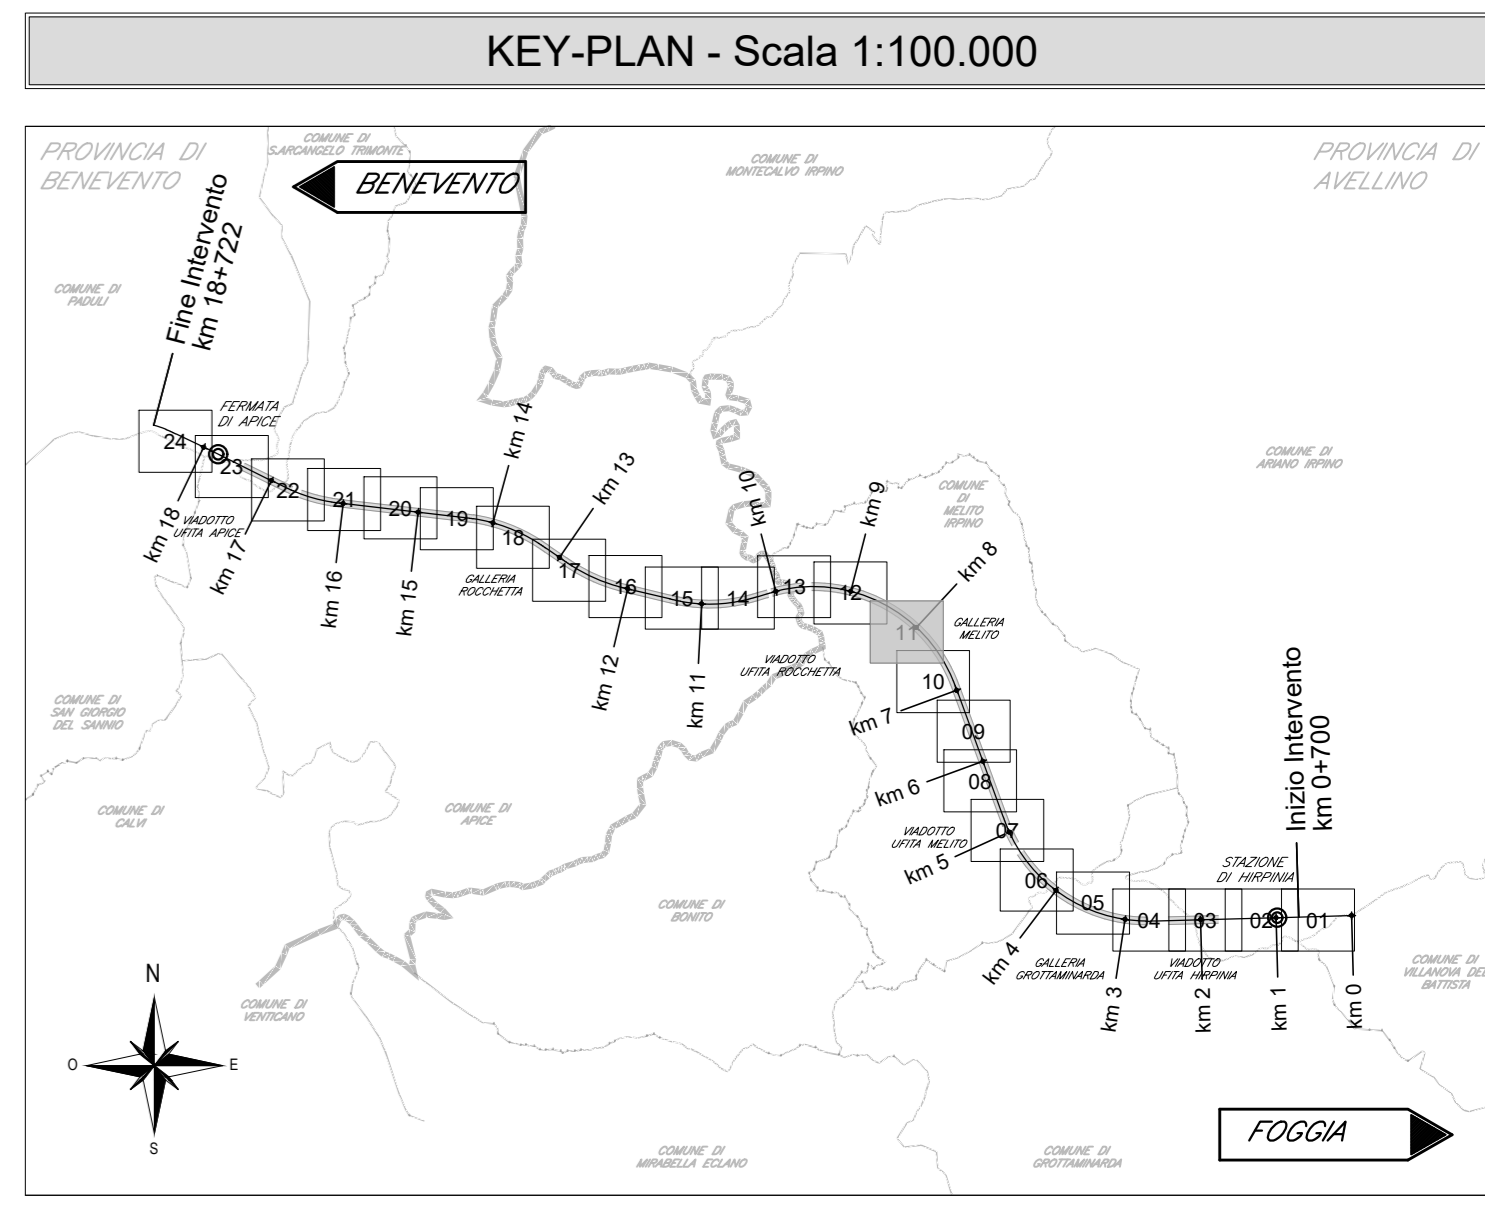 KEY-PLAN - Scala 1:100.000
PROVINCIA DI
BENEVENTO
COMUNE DI
S.ARCANGELO TRIMONTE
BENEVENTO
COMUNE DI
MONTECALVO IRPINO
PROVINCIA DI
AVELLINO
Fine Intervento
km 18+722
COMUNE DI
PADULI
FERMATA
DI APICE
24
23
22
21
20
19
18
17
16
15
14
13
12
11
10
09
08
07
06
05
04
03
02
01
km 18
km 17
km 16
km 15
km 14
km 13
km 12
km 11
km 10
km 9
km 8
km 7
km 6
km 5
km 4
km 3
km 2
km 1
km 0
VIADOTTO
UFITA APICE
GALLERIA
ROCCHETTA
VIADOTTO
UFITA ROCCHETTA
GALLERIA
MELITO
COMUNE
DI
MELITO
IRPINO
COMUNE DI
ARIANO IRPINO
COMUNE DI
SAN GIORGIO
DEL SANNIO
COMUNE DI
CALVI
COMUNE DI
APICE
VIADOTTO
UFITA MELITO
Inizio Intervento
km 0+700
STAZIONE
DI HIRPINIA
COMUNE DI
BONITO
GALLERIA
GROTTAMINARDA
VIADOTTO
UFITA HIRPINIA
COMUNE DI
VILLANOVA DEL
BATTISTA
COMUNE DI
VENTICANO
N
O
E
S
FOGGIA
COMUNE DI
MIRABELLA ECLANO
COMUNE DI
GROTTAMINARDA